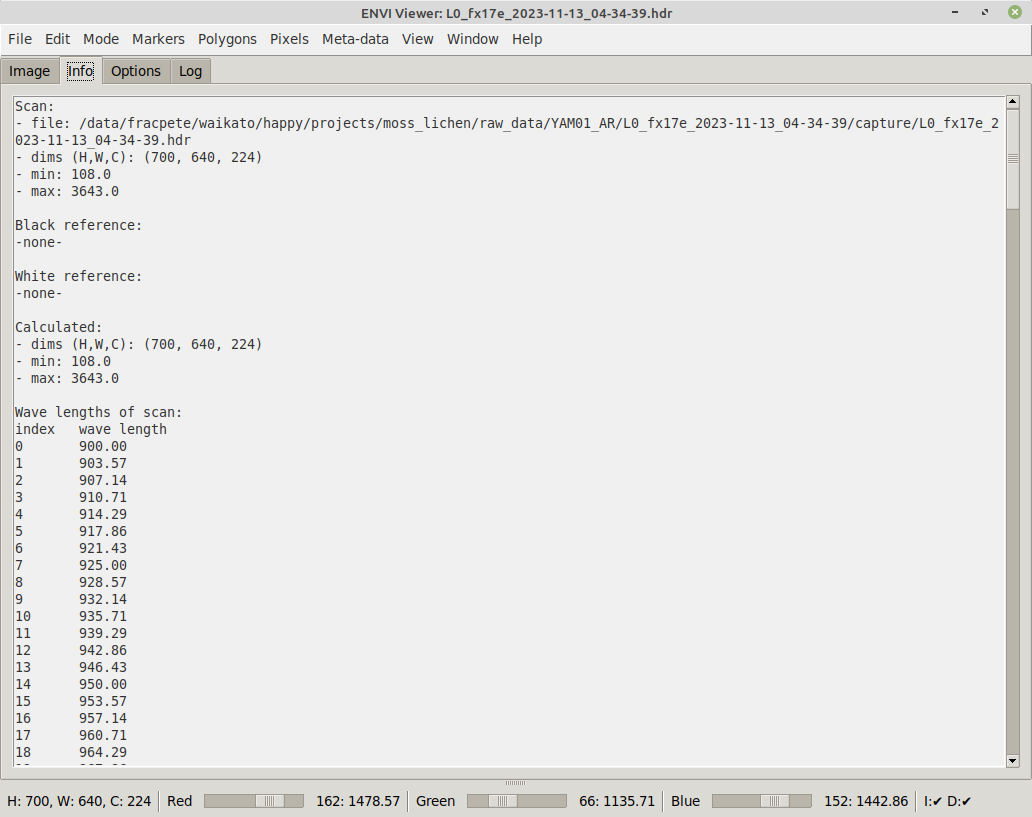 ENVI Viewer: L0_fx17e_2023-11-13_04-34-39.hdr
File Edit Mode Markers Polygons Pixels Meta-data View Window Help
Image Info Options Log
Scan:
- file: /data/fracpete/waikato/happy/projects/moss_lichen/raw_data/YAM01_AR/L0_fx17e_2023-11-13_04-34-39/capture/L0_fx17e_2
023-11-13_04-34-39.hdr
- dims (H,W,C): (700, 640, 224)
- min: 108.0
- max: 3643.0
Black reference:
-none-
White reference:
-none-
Calculated:
- dims (H,W,C): (700, 640, 224)
- min: 108.0
- max: 3643.0
Wave lengths of scan:
index wave length
0 900.00
1 903.57
2 907.14
3 910.71
4 914.29
5 917.86
6 921.43
7 925.00
8 928.57
9 932.14
10 935.71
11 939.29
12 942.86
13 946.43
14 950.00
15 953.57
16 957.14
17 960.71
18 964.29
H: 700, W: 640, C: 224 Red 162: 1478.57 Green 66: 1135.71 Blue 152: 1442.86 I:✔ D:✔